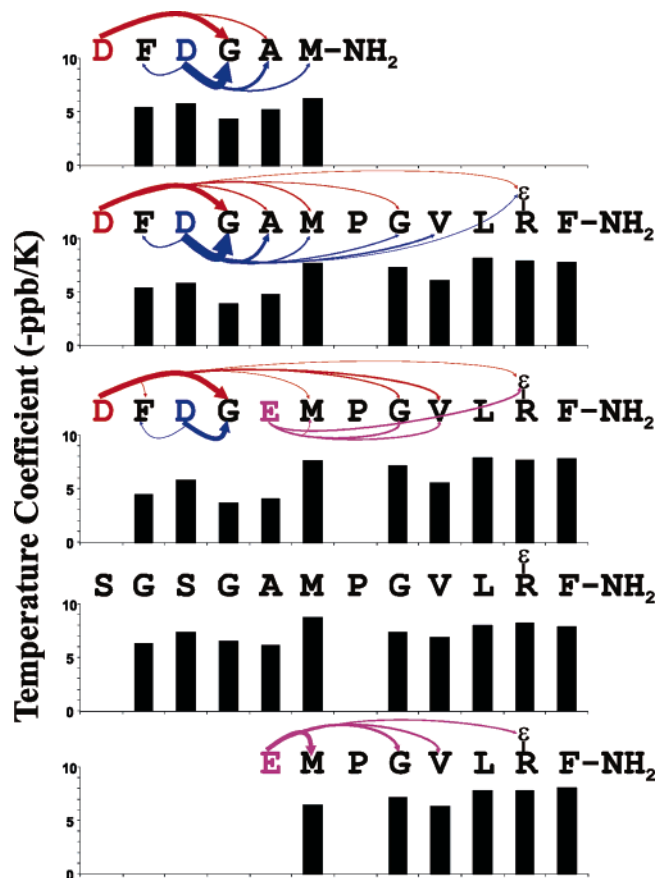 Temperature Coefficient (-ppb/K)
D F D G A M-NH2
10
5
0
ε
D F D G A M P G V L R F-NH2
10
5
0
ε
D F D G E M P G V L R F-NH2
10
5
0
ε
S G S G A M P G V L R F-NH2
10
5
0
ε
E M P G V L R F-NH2
10
5
0